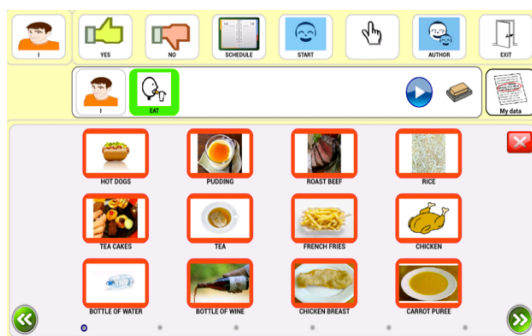 I YES NO SCHEDULE START AUTHOR EXIT
I EAT My data
HOT DOGS PUDDING ROAST BEEF RICE
TEA CAKES TEA FRENCH FRIES CHICKEN
BOTTLE OF WATER BOTTLE OF WINE CHICKEN BREAST CARROT PUREE